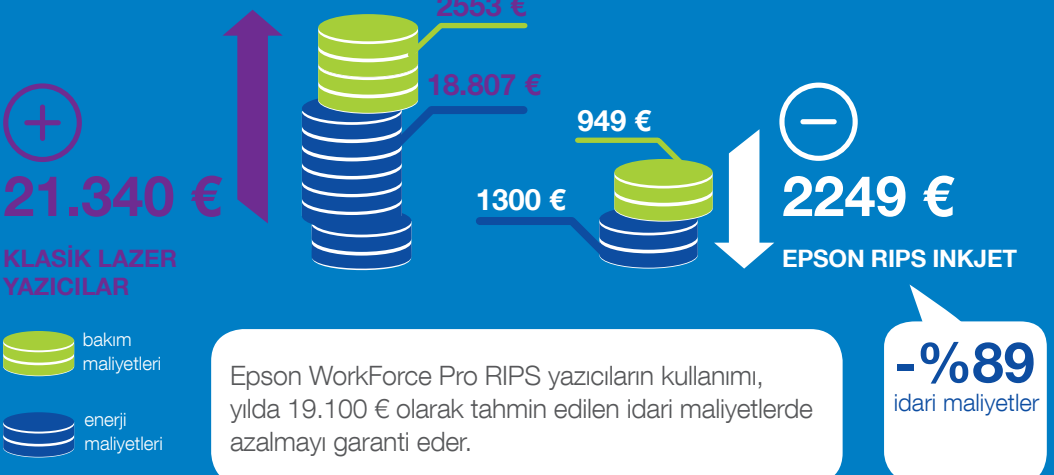 2553 €
18.807 €
21.340 €
KLASİK LAZER
YAZICILAR
949 €
1300 €
2249 €
EPSON RIPS INKJET
bakım
maliyetleri
enerji
maliyetleri
Epson WorkForce Pro RIPS yazıcıların kullanımı,
yılda 19.100 € olarak tahmin edilen idari maliyetlerde
azalmayı garanti eder.
-%89
idari maliyetler